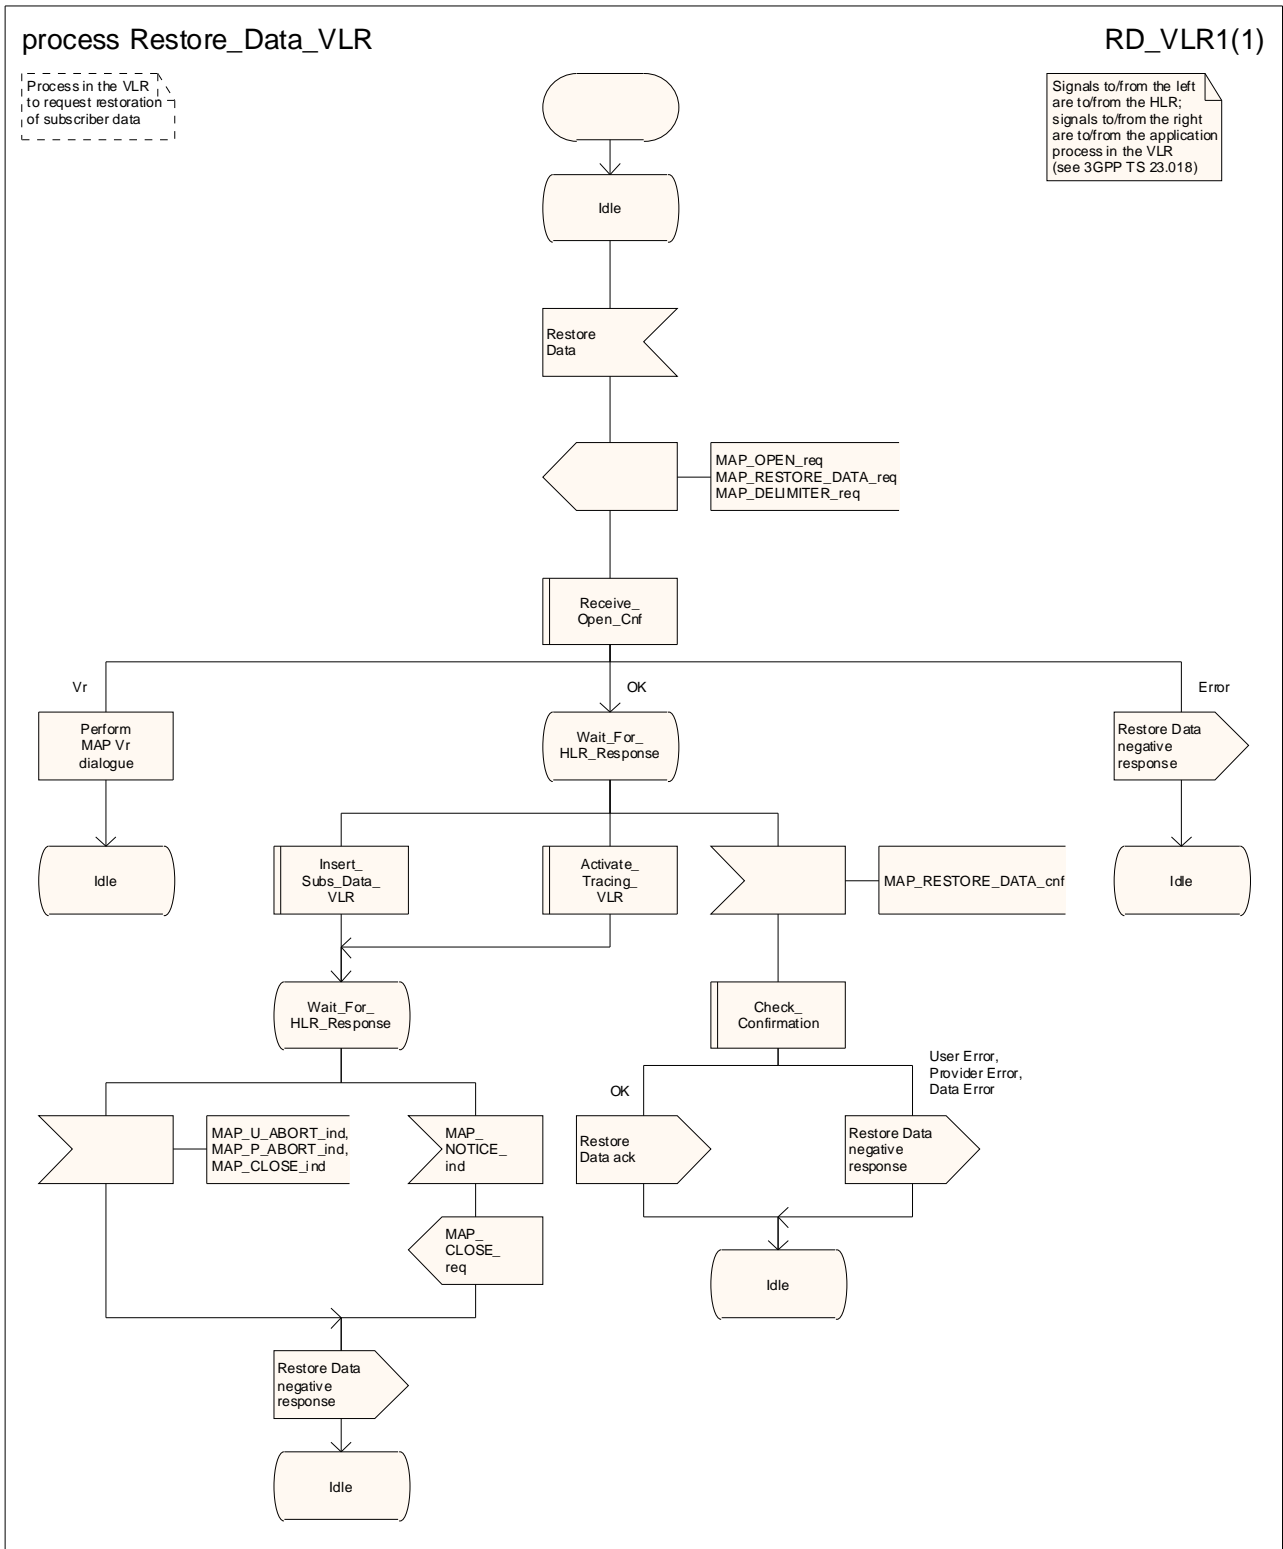 process Restore_Data_VLR
RD_VLR1(1)
Process in the VLR
to request restoration
of subscriber data
Signals to/from the left
are to/from the HLR;
signals to/from the right
are to/from the application
process in the VLR
(see 3GPP TS 23.018)
Idle
Restore
Data
MAP_OPEN_req
MAP_RESTORE_DATA_req
MAP_DELIMITER_req
Receive_
Open_Cnf
Vr
OK
Error
Perform
MAP Vr
dialogue
Wait_For_
HLR_Response
Restore Data
negative
response
Idle
Insert_
Subs_Data_
VLR
Activate_
Tracing_
VLR
MAP_RESTORE_DATA_cnf
Idle
Wait_For_
HLR_Response
Check_
Confirmation
OK
User Error,
Provider Error,
Data Error
MAP_U_ABORT_ind,
MAP_P_ABORT_ind,
MAP_CLOSE_ind
MAP_
NOTICE_
ind
Restore
Data ack
Restore Data
negative
response
MAP_
CLOSE_
req
Idle
Restore Data
negative
response
Idle